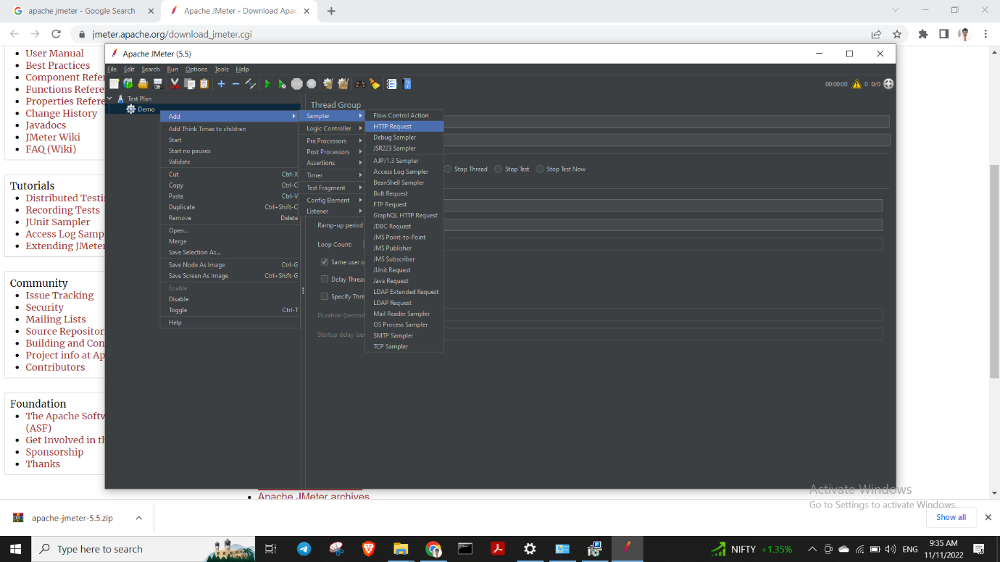 apache jmeter - Google Search
Apache JMeter - Download Apac
jmeter.apache.org/download_jmeter.cgi
User Manual
Best Practices
Component Refer
Functions Refere
Properties Refere
Change History
Javadocs
JMeter Wiki
FAQ (Wiki)
Tutorials
Distributed Testi
Recording Tests
JUnit Sampler
Access Log Samp
Extending JMeter
Community
Issue Tracking
Security
Mailing Lists
Source Repositor
Building and Con
Project info at Ap
Contributors
Foundation
The Apache Softw
(ASF)
Get Involved in th
Sponsorship
Thanks
Apache JMeter (5.5)
File Edit Search Run Options Tools Help
00:00:00 0 0/0
Test Plan
Demo
Thread Group
Add
Add Think Times to children
Start
Start no pauses
Validate
Cut Ctrl-X
Copy Ctrl-C
Paste Ctrl-V
Duplicate Ctrl+Shift-C
Remove Delete
Open...
Merge
Save Selection As...
Save Node As Image Ctrl-G
Save Screen As Image Ctrl+Shift-G
Enable
Disable
Toggle Ctrl-T
Help
Sampler
Logic Controller
Pre Processors
Post Processors
Assertions
Timer
Test Fragment
Config Element
Listener
Flow Control Action
HTTP Request
Debug Sampler
JSR223 Sampler
AJP/1.3 Sampler
Access Log Sampler
BeanShell Sampler
Bolt Request
FTP Request
GraphQL HTTP Request
JDBC Request
JMS Point-to-Point
JMS Publisher
JMS Subscriber
JUnit Request
Java Request
LDAP Extended Request
LDAP Request
Mail Reader Sampler
OS Process Sampler
SMTP Sampler
TCP Sampler
Stop Thread Stop Test Stop Test Now
Ramp-up period
Loop Count:
Same user o
Delay Threa
Specify Thre
Duration (second
Startup delay (sec
Apache JMeter archives
Activate Windows
Go to Settings to activate Windows.
apache-jmeter-5.5.zip
Show all
Type here to search
NIFTY +1.35%
ENG
9:35 AM
11/11/2022